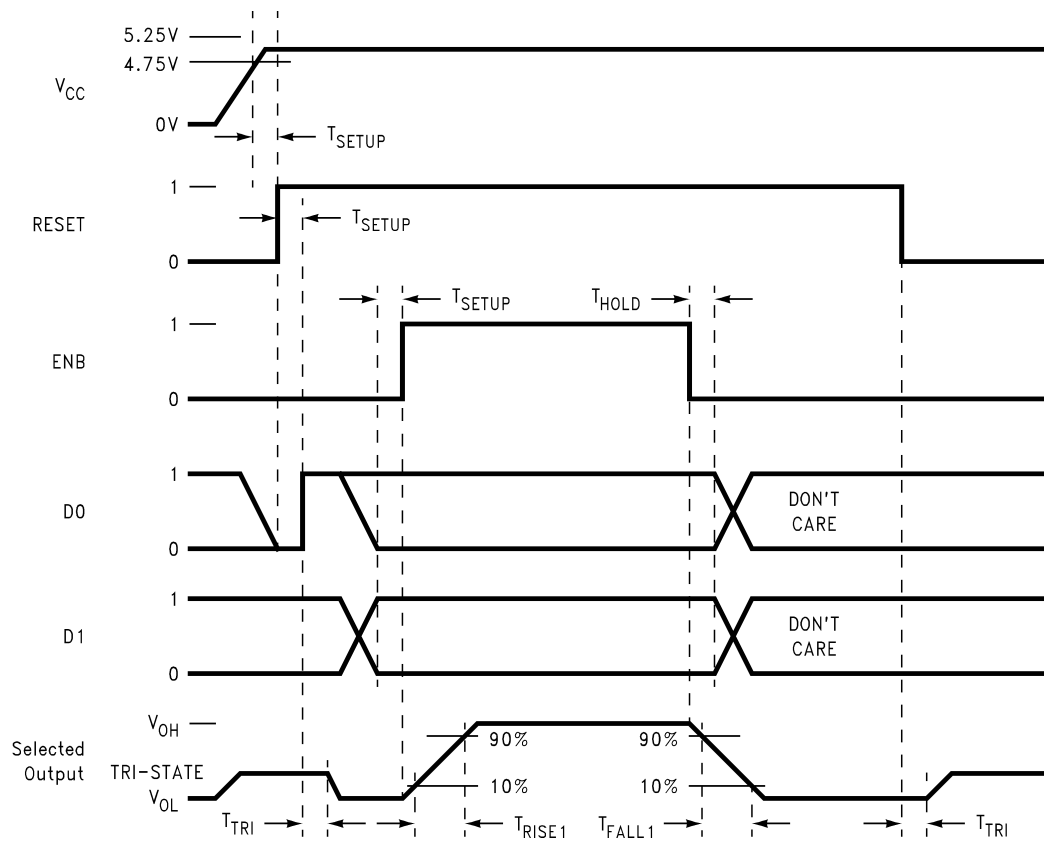 5.25V
4.75V
VCC
0V
TSETUP
1
RESET
TSETUP
0
TSETUP
THOLD
1
ENB
0
1
D0
DON'T
CARE
0
1
D1
DON'T
CARE
0
VOH
90%
90%
Selected
Output
TRI-STATE
10%
10%
VOL
TTRI
TRISE1
TFALL1
TTRI